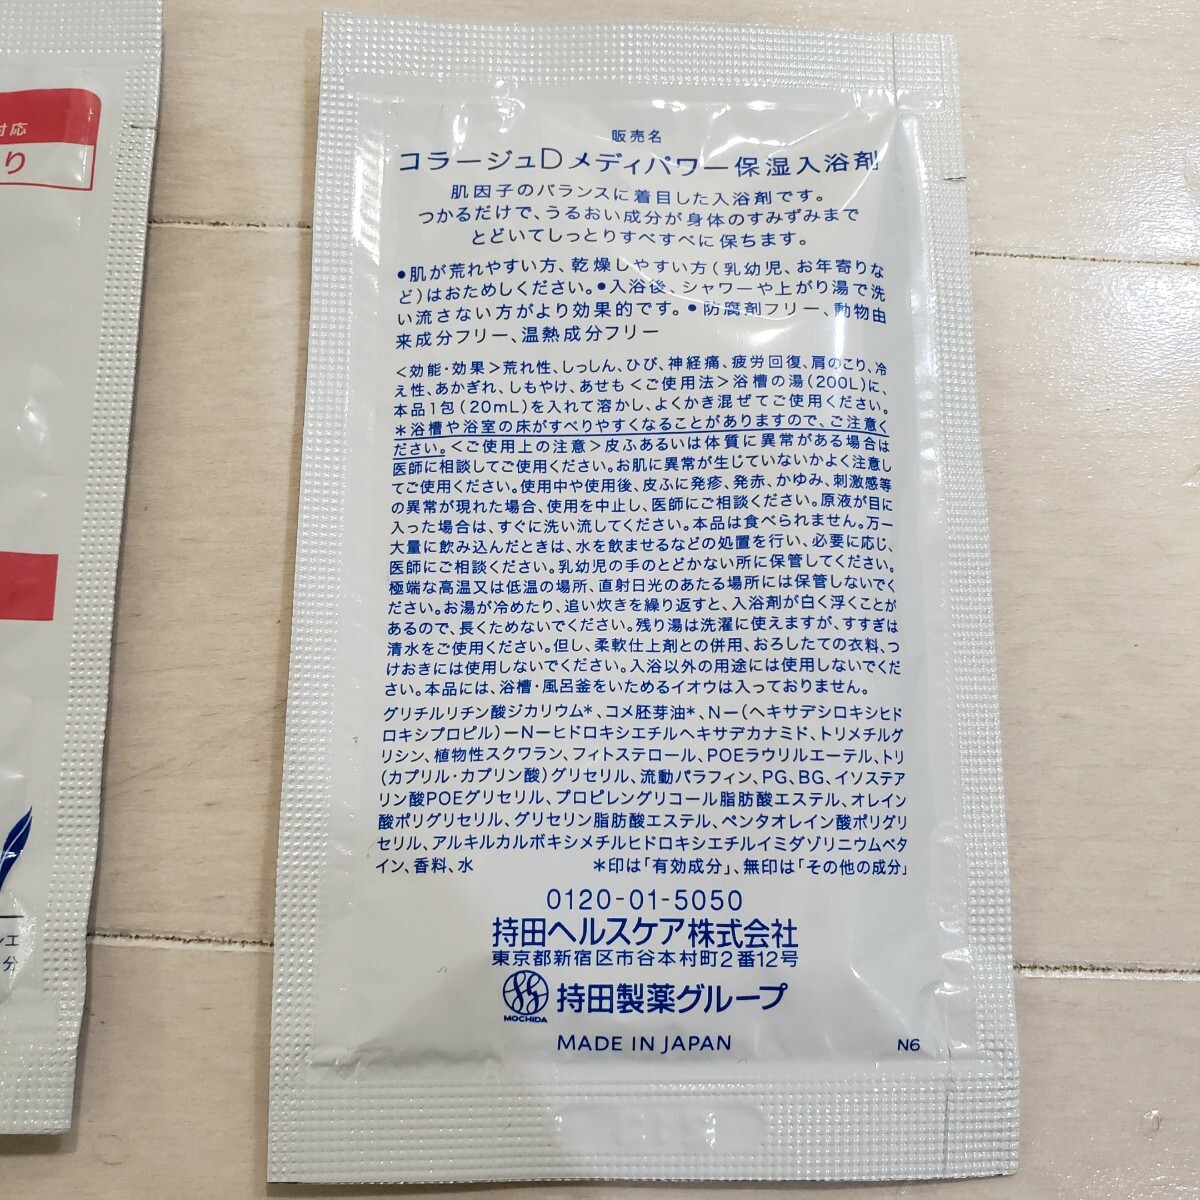 対応
り
ンエ
分
販売名
コラージュDメディパワー保湿入浴剤
肌因子のバランスに着目した入浴剤です。
つかるだけで、うるおい成分が身体のすみずみまで
とどいてしっとりすべすべに保ちます。
●肌が荒れやすい方、乾燥しやすい方（乳幼児、お年寄りな
ど）はおためしください。●入浴後、シャワーや上がり湯で洗
い流さない方がより効果的です。●防腐剤フリー、動物由
来成分フリー、温熱成分フリー
＜効能・効果＞荒れ性、しっしん、ひび、神経痛、疲労回復、肩のこり、冷
え性、あかぎれ、しもやけ、あせも＜ご使用法＞浴槽の湯（200L）に、
本品1包（20mL）を入れて溶かし、よくかき混ぜてご使用ください。
＊浴槽や浴室の床がすべりやすくなることがありますので、ご注意く
ださい。＜ご使用上の注意＞皮ふあるいは体質に異常がある場合は
医師に相談してご使用ください。お肌に異常が生じていないかよく注意し
てご使用ください。使用中や使用後、皮ふに発疹、発赤、かゆみ、刺激感等
の異常が現れた場合、使用を中止し、医師にご相談ください。原液が目に
入った場合は、すぐに洗い流してください。本品は食べられません。万一
大量に飲み込んだときは、水を飲ませるなどの処置を行い、必要に応じ、
医師にご相談ください。乳幼児の手のとどかない所に保管してください。
極端な高温又は低温の場所、直射日光のあたる場所には保管しないでく
ださい。お湯が冷めたり、追い炊きを繰り返すと、入浴剤が白く浮くことが
あるので、長くためないでください。残り湯は洗濯に使えますが、すすぎは
清水をご使用ください。但し、柔軟仕上剤との併用、おろしたての衣料、つ
けおきには使用しないでください。入浴以外の用途には使用しないでくだ
さい。本品には、浴槽・風呂釜をいためるイオウは入っておりません。
グリチルリチン酸ジカリウム＊、コメ胚芽油＊、N－（ヘキサデシロキシヒド
ロキシプロピル）－N－ヒドロキシエチルヘキサデカナミド、トリメチルグ
リシン、植物性スクワラン、フィトステロール、POEラウリルエーテル、トリ
（カプリル・カプリン酸）グリセリル、流動パラフィン、PG、BG、イソステア
リン酸POEグリセリル、プロピレングリコール脂肪酸エステル、オレイン
酸ポリグリセリル、グリセリン脂肪酸エステル、ペンタオレイン酸ポリグリ
セリル、アルキルカルボキシメチルヒドロキシエチルイミダゾリニウムベタ
イン、香料、水　＊印は「有効成分」、無印は「その他の成分」
0120-01-5050
持田ヘルスケア株式会社
東京都新宿区市谷本村町2番12号
MOCHIDA 持田製薬グループ
MADE IN JAPAN N6